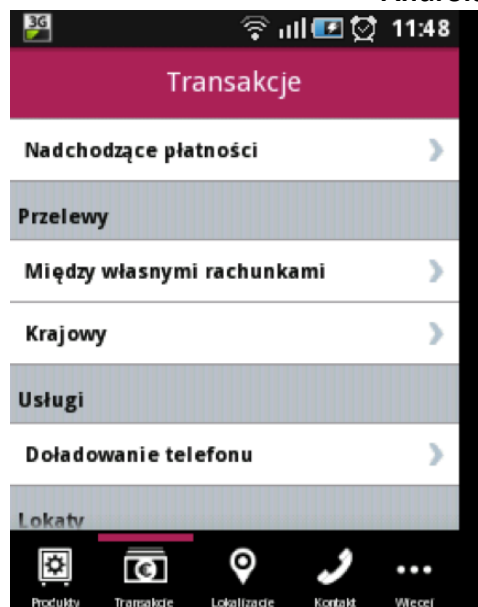 3G
11:48
Transakcje
Nadchodzące płatności
Przelewy
Między własnymi rachunkami
Krajowy
Usługi
Doładowanie telefonu
Lokaty
Produkty Transakcje Lokalizacje Kontakt Więcej